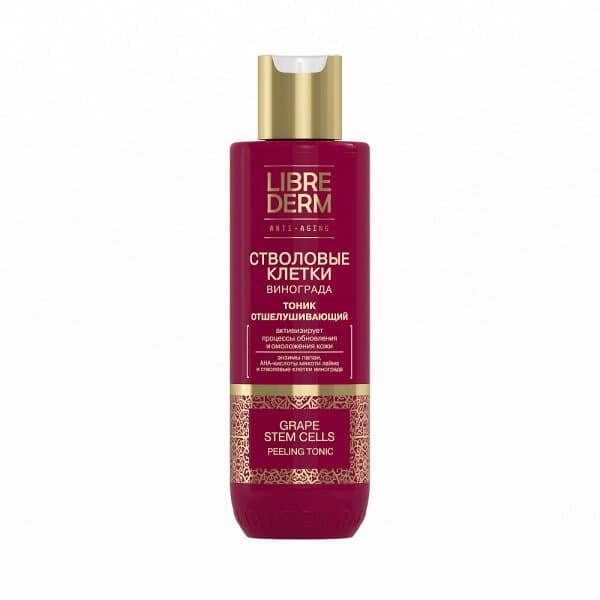 LIBRE
DERM
ANTI-AGING
СТВОЛОВЫЕ
КЛЕТКИ
ВИНОГРАДА
ТОНИК
ОТШЕЛУШИВАЮЩИЙ
активизирует
процессы обновления
и омоложения кожи
энзимы папаи,
АНА-кислоты мякоти лайма
и стволовые клетки винограда
GRAPE
STEM CELLS
PEELING TONIC